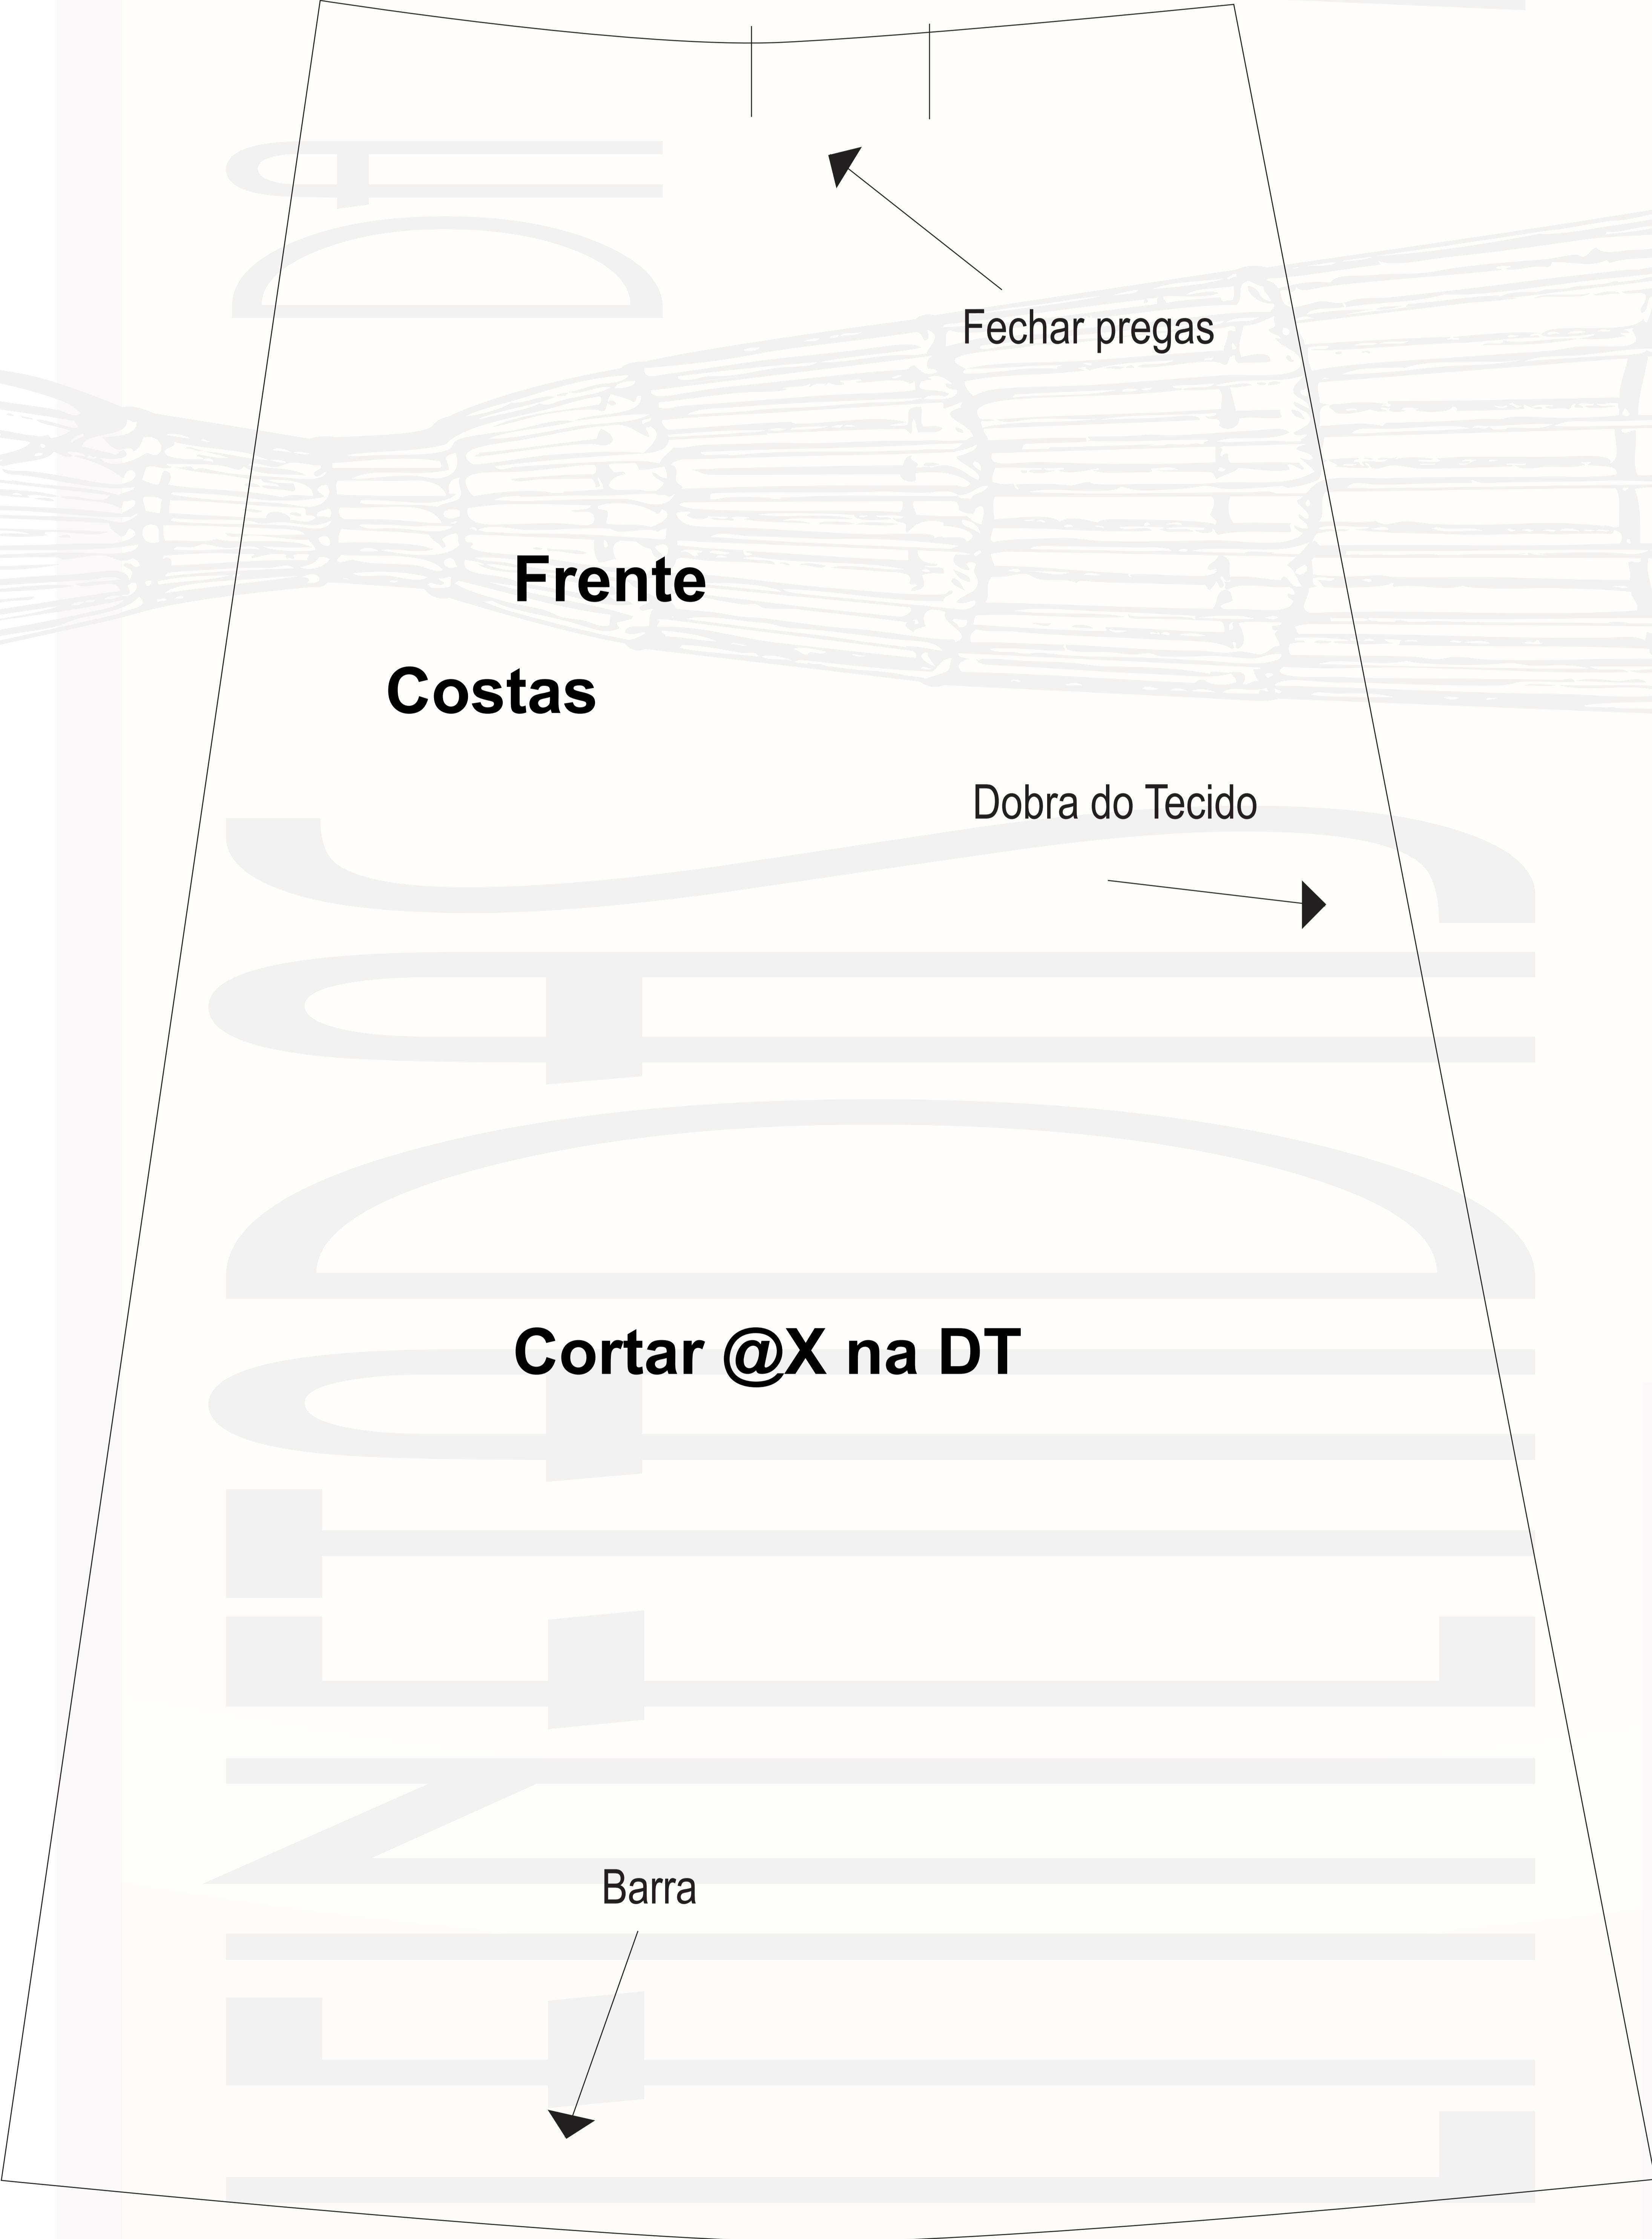 Fechar pregas
Frente
Costas
Dobra do Tecido
Cortar @X na DT
Barra